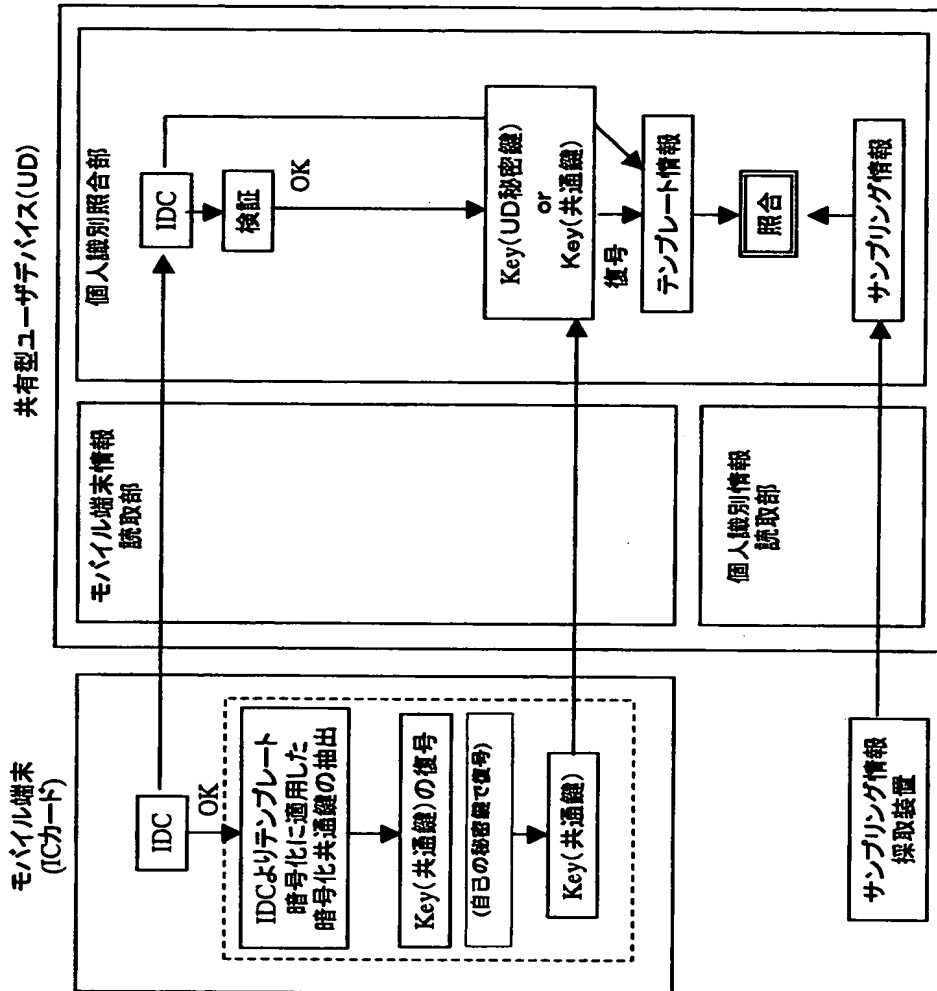 モバイル端末
(ICカード)
IDC
OK
IDCよりテンプレート
暗号化に適用した
暗号化共通鍵の抽出
Key(共通鍵)の復号
(自己の秘密鍵で復号)
Key(共通鍵)
サンプリング情報
採取装置
共有型ユーザデバイス(UD)
モバイル端末情報
読取部
個人識別情報
読取部
個人識別照合部
IDC
検証
OK
Key(UD秘密鍵)
or
Key(共通鍵)
復号
テンプレート情報
照合
サンプリング情報